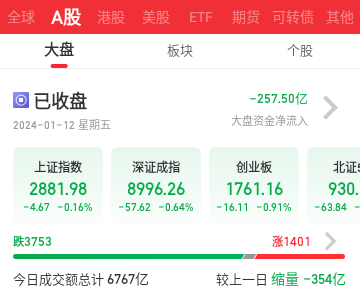 全球 A股 港股 美股 ETF 期货 可转债 其他
大盘 板块 个股
已收盘 -257.50亿
2024-01-12 星期五 大盘资金净流入
上证指数 深证成指 创业板 北证
2881.98 8996.26 1761.16 930.
-4.67 -0.16% -57.62 -0.64% -16.11 -0.91% -63.84
跌3753 涨1401
今日成交额总计 6767亿 较上一日 缩量 -354亿